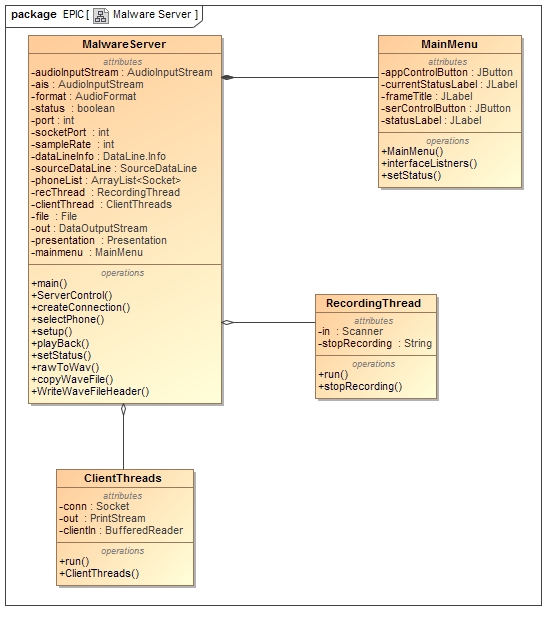 package EPIC [ Malware Server ]
MalwareServer
attributes
-audioInputStream : AudioInputStream
-ais : AudioInputStream
-format : AudioFormat
-status : boolean
-port : int
-socketPort : int
-sampleRate : int
-dataLineInfo : DataLine.Info
-sourceDataLine : SourceDataLine
-phoneList : ArrayList<Socket>
-recThread : RecordingThread
-clientThread : ClientThreads
-file : File
-out : DataOutputStream
-presentation : Presentation
-mainmenu : MainMenu
operations
+main()
+ServerControl()
+createConnection()
+selectPhone()
+setup()
+playBack()
+setStatus()
+rawToWav()
+copyWaveFile()
+WriteWaveFileHeader()
MainMenu
attributes
-appControlButton : JButton
-currentStatusLabel : JLabel
-frameTitle : JLabel
-serControlButton : JButton
-statusLabel : JLabel
operations
+MainMenu()
+interfaceListners()
+setStatus()
RecordingThread
attributes
-in : Scanner
-stopRecording : String
operations
+run()
+stopRecording()
ClientThreads
attributes
-conn : Socket
-out : PrintStream
-clientIn : BufferedReader
operations
+run()
+ClientThreads()